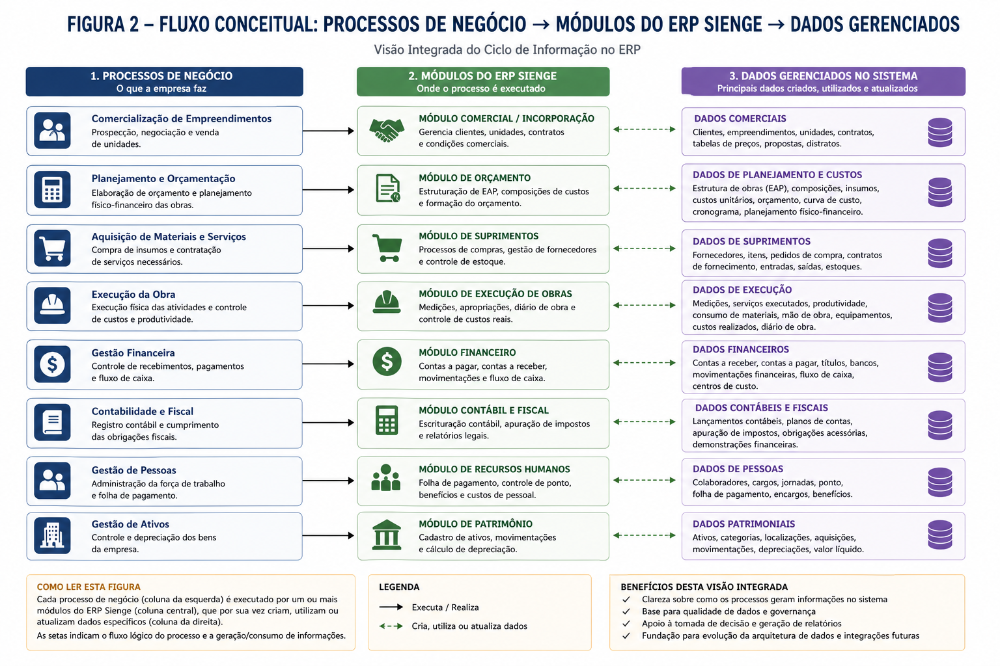 FIGURA 2 – FLUXO CONCEITUAL: PROCESSOS DE NEGÓCIO → MÓDULOS DO ERP SIENGE → DADOS GERENCIADOS
Visão Integrada do Ciclo de Informação no ERP
1. PROCESSOS DE NEGÓCIO
O que a empresa faz
2. MÓDULOS DO ERP SIENGE
Onde o processo é executado
3. DADOS GERENCIADOS NO SISTEMA
Principais dados criados, utilizados e atualizados
Comercialização de Empreendimentos
Prospecção, negociação e venda
de unidades.
MÓDULO COMERCIAL / INCORPORAÇÃO
Gerencia clientes, unidades, contratos
e condições comerciais.
DADOS COMERCIAIS
Clientes, empreendimentos, unidades, contratos,
tabelas de preços, propostas, distratos.
Planejamento e Orçamentação
Elaboração de orçamento e planejamento
físico-financeiro das obras.
MÓDULO DE ORÇAMENTO
Estruturação de EAP, composições de custos
e formação do orçamento.
DADOS DE PLANEJAMENTO E CUSTOS
Estrutura de obras (EAP), composições, insumos,
custos unitários, orçamento, curva de custo,
cronograma, planejamento físico-financeiro.
Aquisição de Materiais e Serviços
Compra de insumos e contratação
de serviços necessários.
MÓDULO DE SUPRIMENTOS
Processos de compras, gestão de fornecedores
e controle de estoque.
DADOS DE SUPRIMENTOS
Fornecedores, itens, pedidos de compra, contratos
de fornecimento, entradas, saídas, estoques.
Execução da Obra
Execução física das atividades e controle
de custos e produtividade.
MÓDULO DE EXECUÇÃO DE OBRAS
Medições, apropriações, diário de obra e
controle de custos reais.
DADOS DE EXECUÇÃO
Medições, serviços executados, produtividade,
consumo de materiais, mão de obra, equipamentos,
custos realizados, diário de obra.
Gestão Financeira
Controle de recebimentos, pagamentos
e fluxo de caixa.
MÓDULO FINANCEIRO
Contas a pagar, contas a receber,
movimentações e fluxo de caixa.
DADOS FINANCEIROS
Contas a receber, contas a pagar, títulos, bancos,
movimentações financeiras, fluxo de caixa,
centros de custo.
Contabilidade e Fiscal
Registro contábil e cumprimento
das obrigações fiscais.
MÓDULO CONTÁBIL E FISCAL
Escrituração contábil, apuração de impostos
e relatórios legais.
DADOS CONTÁBEIS E FISCAIS
Lançamentos contábeis, planos de contas,
apuração de impostos, obrigações acessórias,
demonstrações financeiras.
Gestão de Pessoas
Administração da força de trabalho
e folha de pagamento.
MÓDULO DE RECURSOS HUMANOS
Folha de pagamento, controle de ponto,
benefícios e custos de pessoal.
DADOS DE PESSOAS
Colaboradores, cargos, jornadas, ponto,
folha de pagamento, encargos, benefícios.
Gestão de Ativos
Controle e depreciação dos bens
da empresa.
MÓDULO DE PATRIMÔNIO
Cadastro de ativos, movimentações
e cálculo de depreciação.
DADOS PATRIMONIAIS
Ativos, categorias, localizações, aquisições,
movimentações, depreciações, valor líquido.
COMO LER ESTA FIGURA
Cada processo de negócio (coluna da esquerda) é executado por um ou mais
módulos do ERP Sienge (coluna central), que por sua vez criam, utilizam ou
atualizam dados específicos (coluna da direita).
As setas indicam o fluxo lógico do processo e a geração/consumo de informações.
LEGENDA
Executa / Realiza
Cria, utiliza ou atualiza dados
BENEFÍCIOS DESTA VISÃO INTEGRADA
✓ Clareza sobre como os processos geram informações no sistema
✓ Base para qualidade de dados e governança
✓ Apoio à tomada de decisão e geração de relatórios
✓ Fundação para evolução da arquitetura de dados e integrações futuras